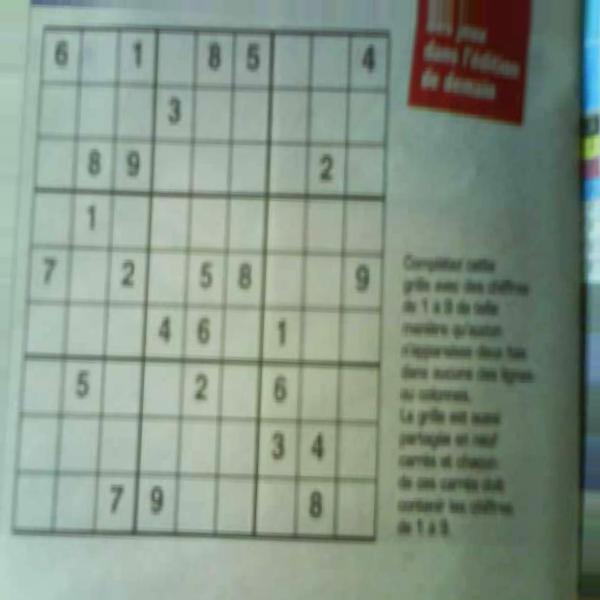 6 1 8 5 4
3
8 9 2
1
7 2 5 8 9
4 6 1
5 2 6
3 4
7 9 8
jeux
dans l'édition
de demain
Complétez cette
grille avec des chiffres
de 1 à 9 de telle
manière qu'aucun
n'apparaisse deux fois
dans aucune des lignes
ou colonnes.
La grille est aussi
partagée en neuf
carrés et chacun
de ces carrés doit
contenir les chiffres
de 1 à 9.